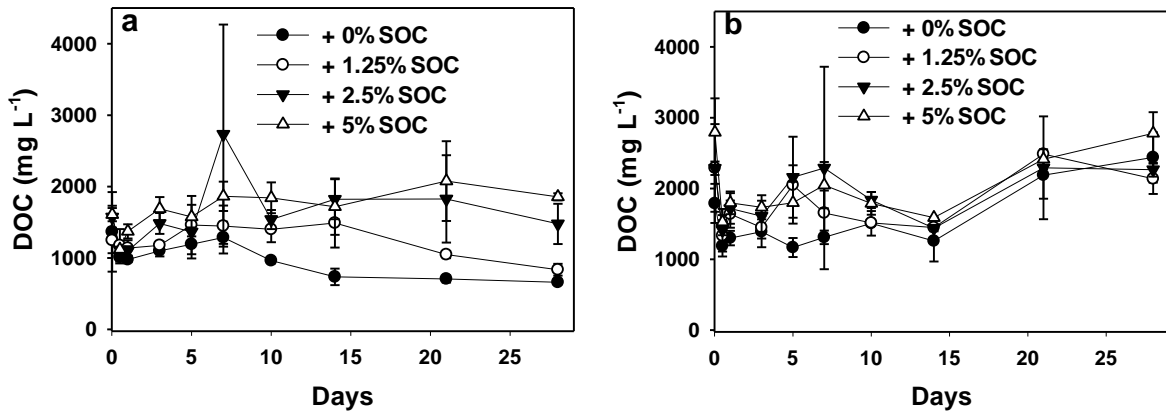 a
+ 0% SOC
+ 1.25% SOC
+ 2.5% SOC
+ 5% SOC
DOC (mg L-1)
4000
3000
2000
1000
0
0 5 10 15 20 25
Days
b
+ 0% SOC
+ 1.25% SOC
+ 2.5% SOC
+ 5% SOC
DOC (mg L-1)
4000
3000
2000
1000
0
0 5 10 15 20 25
Days